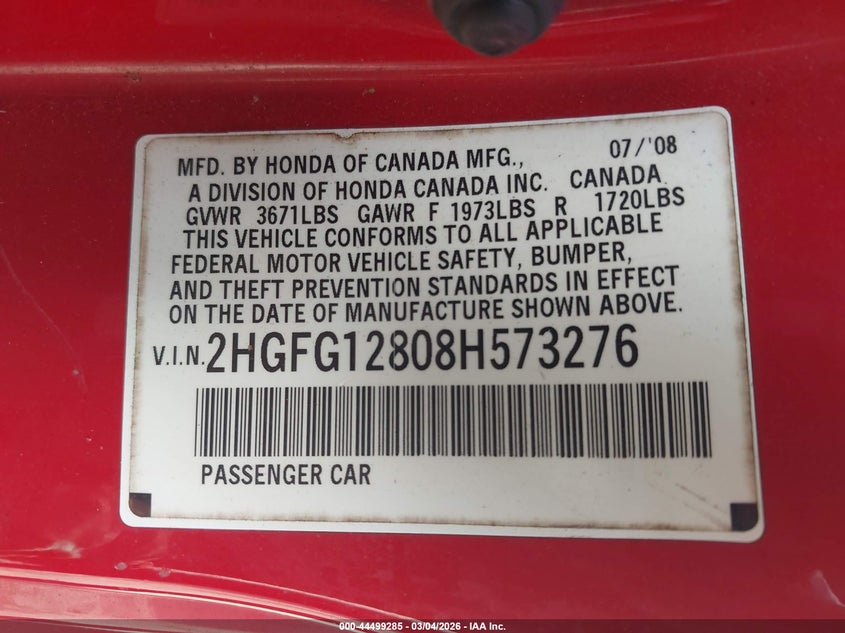 MFD. BY HONDA OF CANADA MFG., 07/'08
A DIVISION OF HONDA CANADA INC. CANADA
GVWR 3671LBS GAWR F 1973LBS R 1720LBS
THIS VEHICLE CONFORMS TO ALL APPLICABLE
FEDERAL MOTOR VEHICLE SAFETY, BUMPER,
AND THEFT PREVENTION STANDARDS IN EFFECT
ON THE DATE OF MANUFACTURE SHOWN ABOVE.
V.I.N. 2HGFG12808H573276
PASSENGER CAR
000-44499285 - 03/04/2026 - IAA Inc.